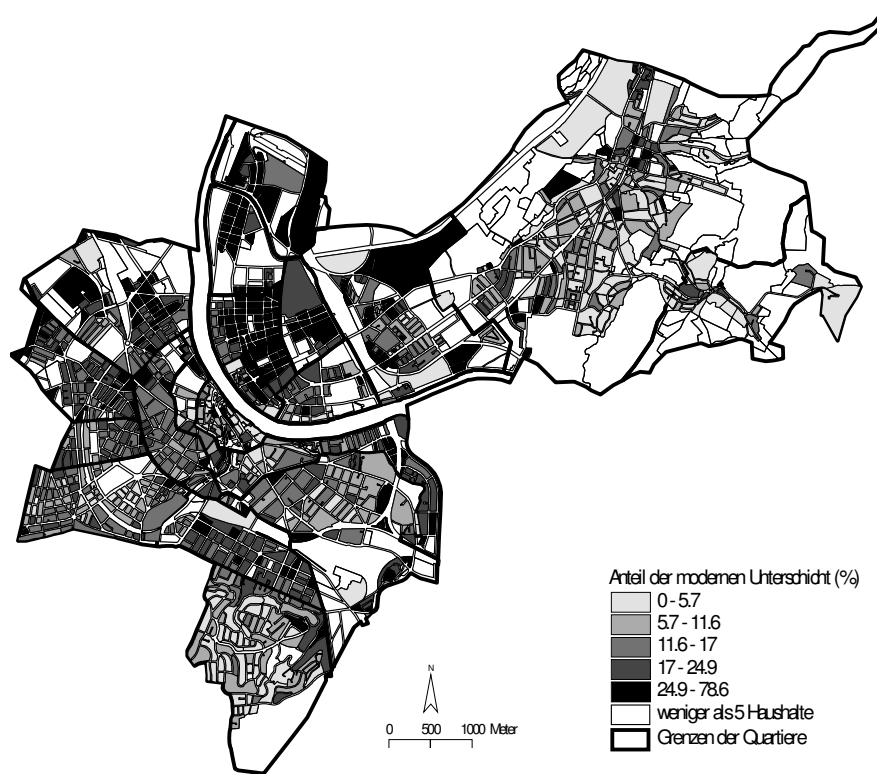 Anteil der modernen Unterschicht (%)
0 - 5.7
5.7 - 11.6
11.6 - 17
17 - 24.9
24.9 - 78.6
weniger als 5 Haushalte
Grenzen der Quartiere
N
0 500 1000 Meter